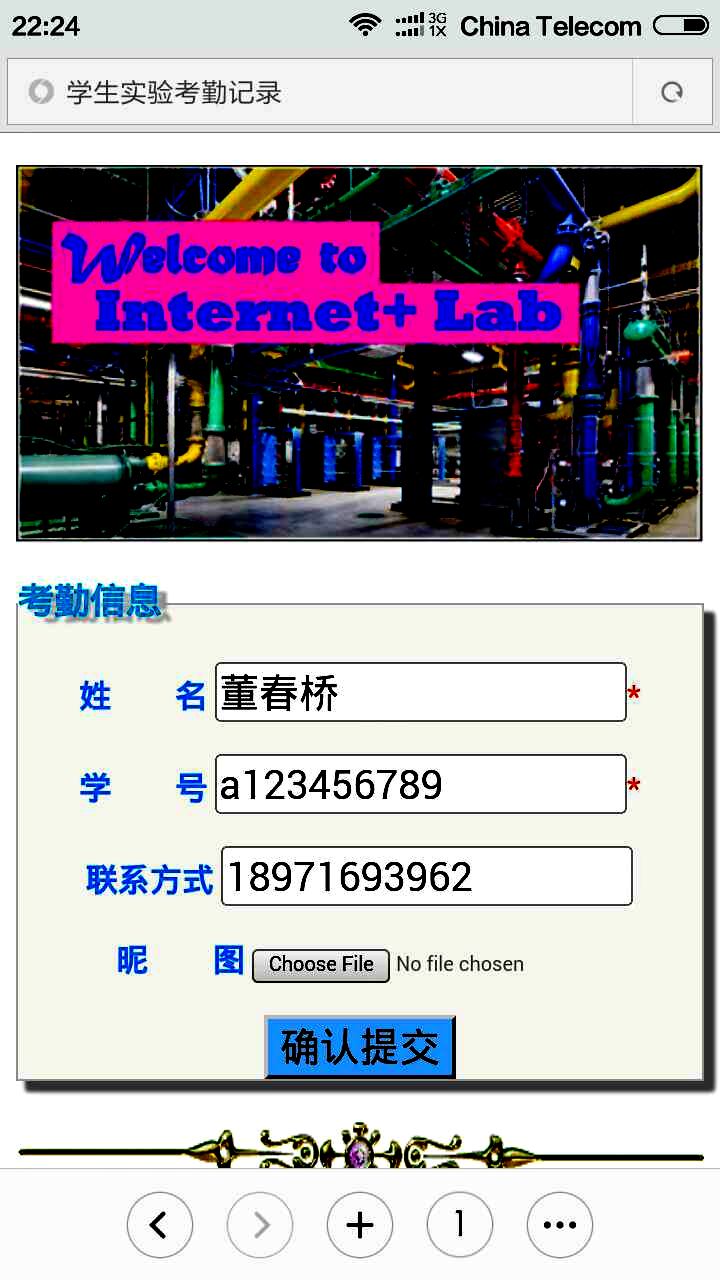 22:24 3G 1X China Telecom
学生实验考勤记录
Welcome to
Internet+ Lab
考勤信息
姓 名 董春桥 *
学 号 a123456789 *
联系方式 18971693962
昵 图 Choose File No file chosen
确认提交
1